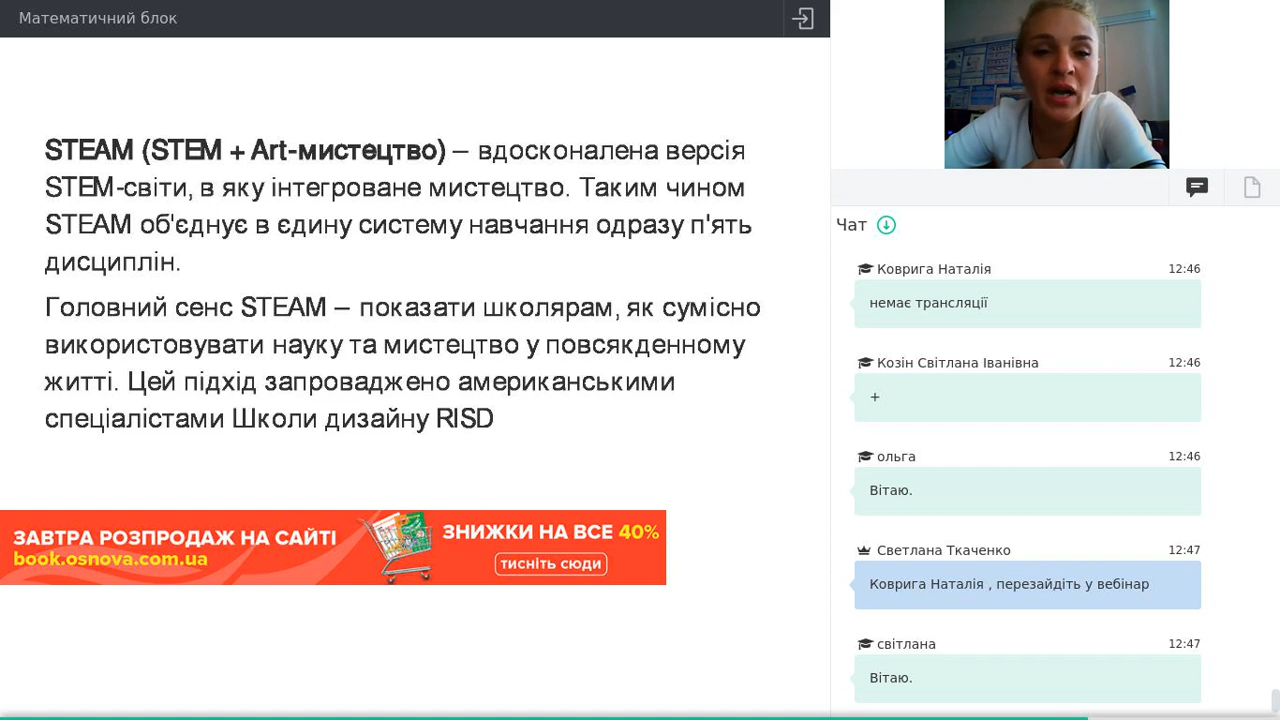 Математичний блок
STEAM (STEM + Art-мистецтво) – вдосконалена версія
STEM-світи, в яку інтегроване мистецтво. Таким чином
STEAM об'єднує в єдину систему навчання одразу п'ять
дисциплін.
Головний сенс STEAM – показати школярам, як сумісно
використовувати науку та мистецтво у повсякденному
житті. Цей підхід запроваджено американськими
спеціалістами Школи дизайну RISD
ЗАВТРА РОЗПРОДАЖ НА САЙТІ
book.osnova.com.ua
ЗНИЖКИ НА ВСЕ 40%
тисніть сюди
Чат
Коврига Наталія 12:46
немає трансляції
Козін Світлана Іванівна 12:46
+
ольга 12:46
Вітаю.
Светлана Ткаченко 12:47
Коврига Наталія , перезайдіть у вебінар
світлана 12:47
Вітаю.